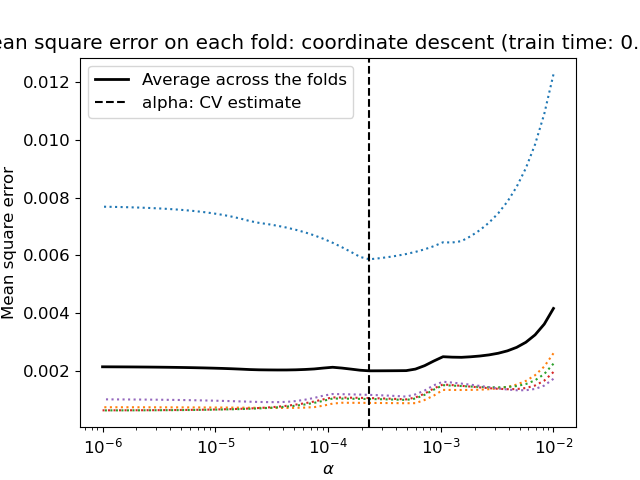 ean square error on each fold: coordinate descent (train time: 0.
Average across the folds
alpha: CV estimate
Mean square error
0.012
0.010
0.008
0.006
0.004
0.002
10⁻⁶ 10⁻⁵ 10⁻⁴ 10⁻³ 10⁻²
α